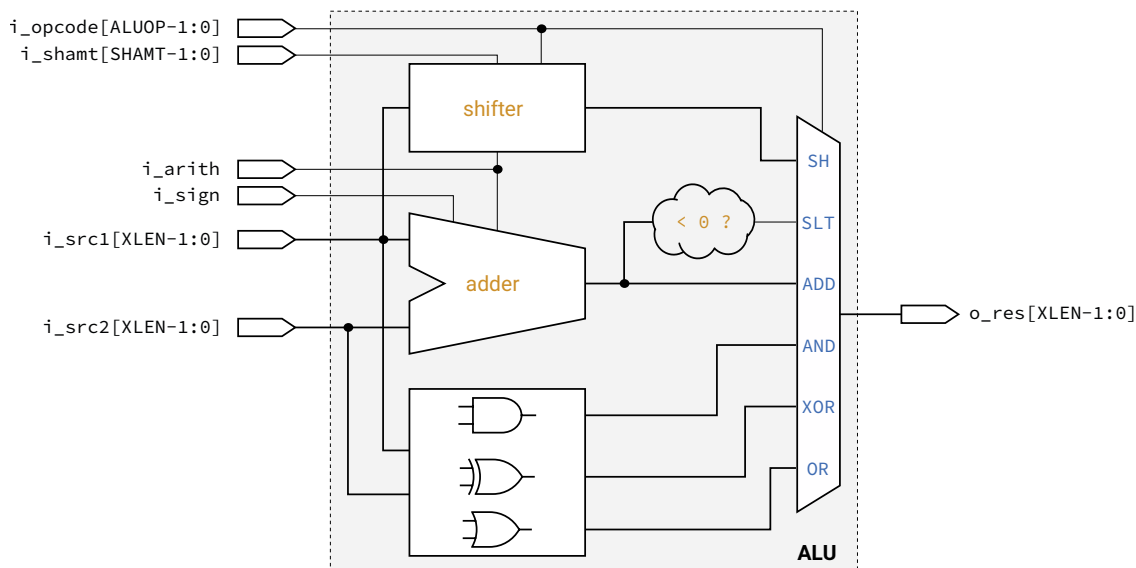 i_opcode[ALUOP-1:0]
i_shamt[SHAMT-1:0]
shifter
i_arith
SH
i_sign
< 0 ?
SLT
i_src1[XLEN-1:0]
adder
ADD
o_res[XLEN-1:0]
i_src2[XLEN-1:0]
AND
XOR
OR
ALU